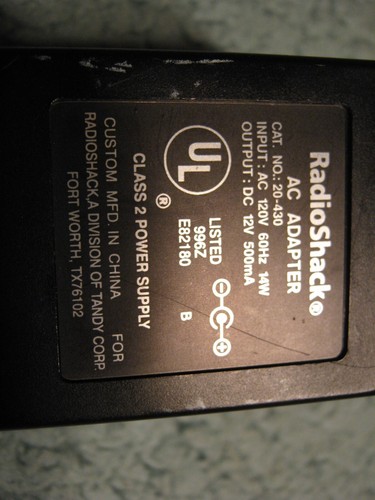 RadioShack®
AC ADAPTER
CAT. NO.: 20-430
INPUT : AC 120V 60Hz 14W
OUTPUT : DC 12V 500mA
UL
®
LISTED
996Z
E82180
B
CLASS 2 POWER SUPPLY
CUSTOM MFD. IN CHINA FOR
RADIOSHACK,A DIVISION OF TANDY CORP.
FORT WORTH, TX76102